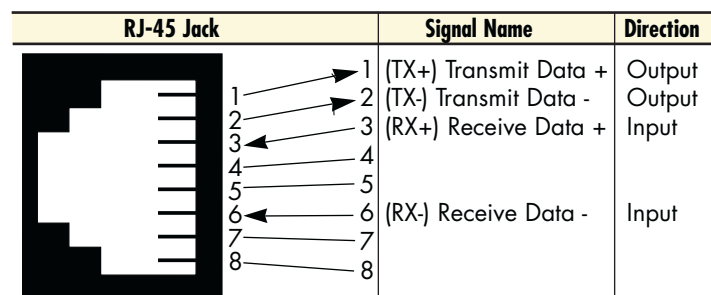 RJ-45 Jack Signal Name Direction
1 1 (TX+) Transmit Data + Output
2 2 (TX-) Transmit Data - Output
3 3 (RX+) Receive Data + Input
4 4
5 5
6 6 (RX-) Receive Data - Input
7 7
8 8